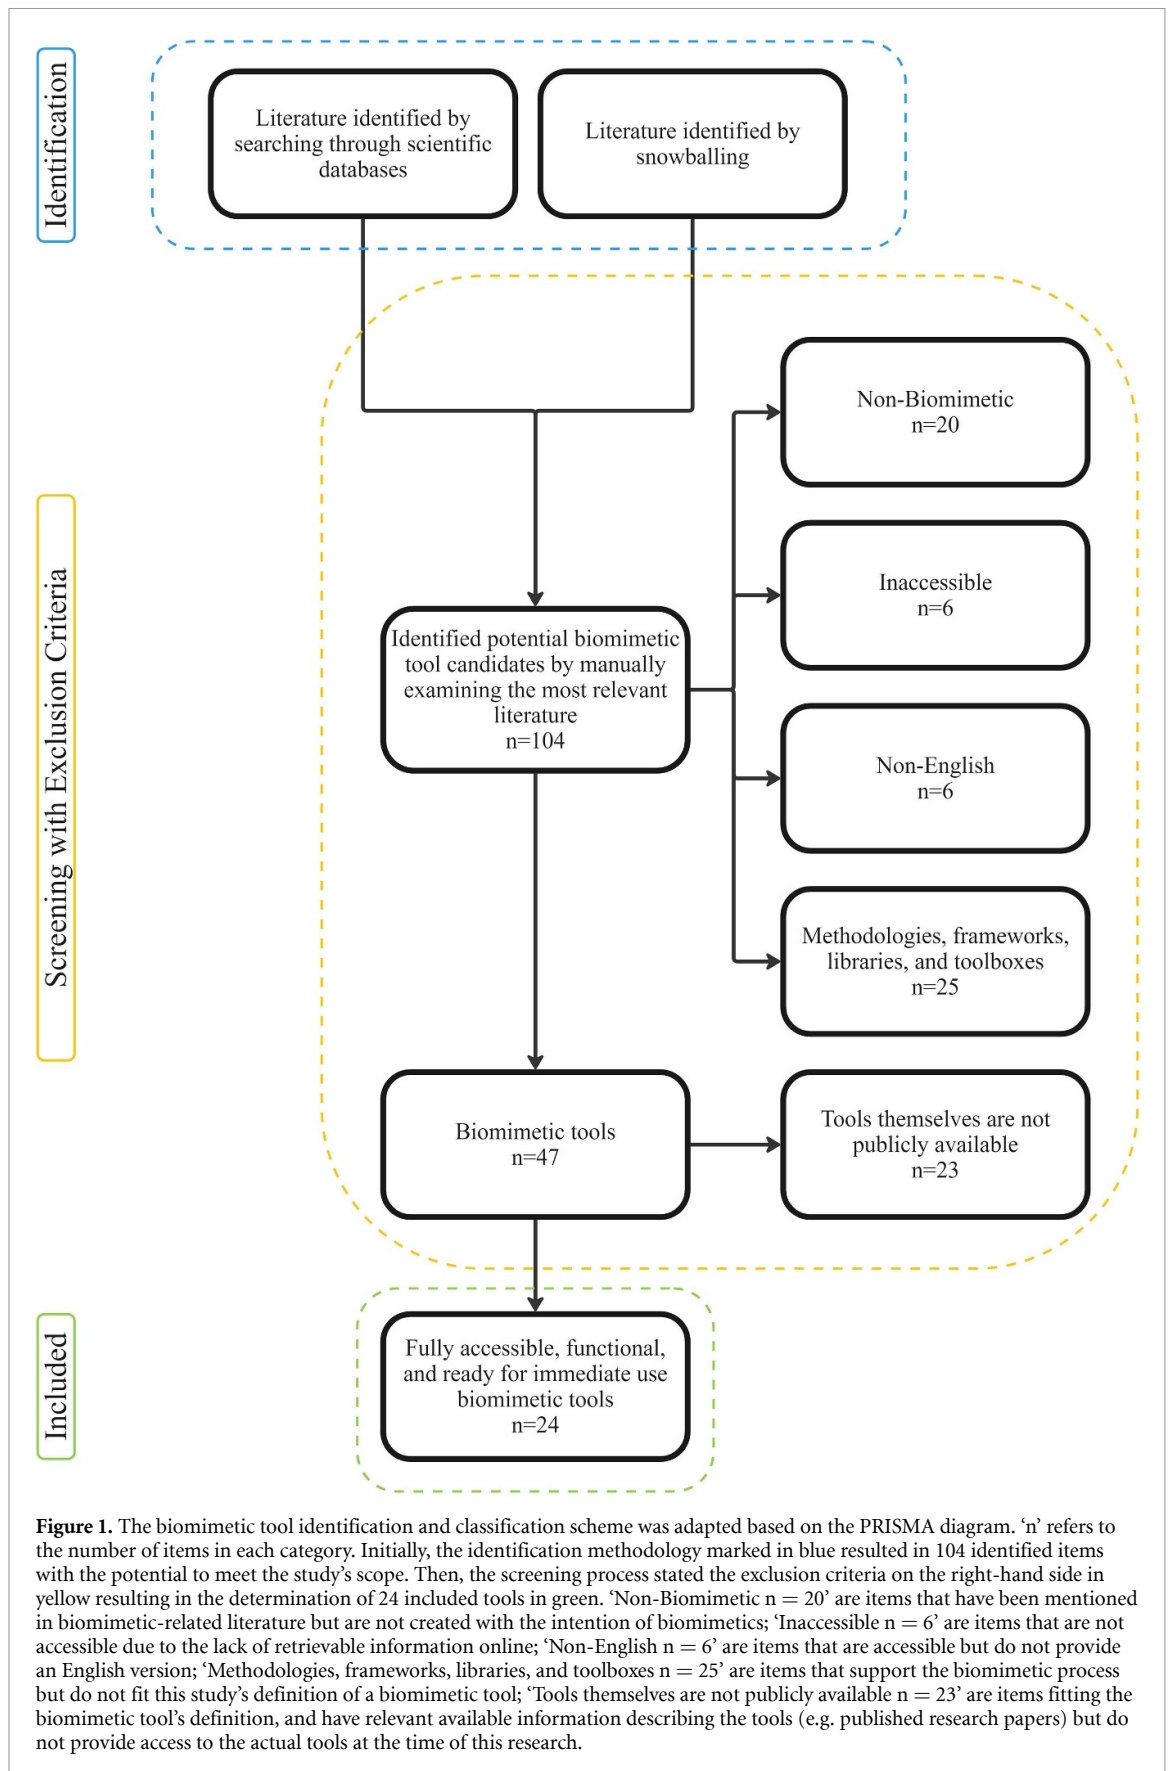 Identification
Literature identified by
searching through scientific
databases
Literature identified by
snowballing
Screening with Exclusion Criteria
Non-Biomimetic
n=20
Inaccessible
n=6
Identified potential biomimetic
tool candidates by manually
examining the most relevant
literature
n=104
Non-English
n=6
Methodologies, frameworks,
libraries, and toolboxes
n=25
Biomimetic tools
n=47
Tools themselves are not
publicly available
n=23
Included
Fully accessible, functional,
and ready for immediate use
biomimetic tools
n=24
Figure 1. The biomimetic tool identification and classification scheme was adapted based on the PRISMA diagram. ‘n’ refers to
the number of items in each category. Initially, the identification methodology marked in blue resulted in 104 identified items
with the potential to meet the study’s scope. Then, the screening process stated the exclusion criteria on the right-hand side in
yellow resulting in the determination of 24 included tools in green. ‘Non-Biomimetic n = 20’ are items that have been mentioned
in biomimetic-related literature but are not created with the intention of biomimetics; ‘Inaccessible n = 6’ are items that are not
accessible due to the lack of retrievable information online; ‘Non-English n = 6’ are items that are accessible but do not provide
an English version; ‘Methodologies, frameworks, libraries, and toolboxes n = 25’ are items that support the biomimetic process
but do not fit this study’s definition of a biomimetic tool; ‘Tools themselves are not publicly available n = 23’ are items fitting the
biomimetic tool’s definition, and have relevant available information describing the tools (e.g. published research papers) but do
not provide access to the actual tools at the time of this research.